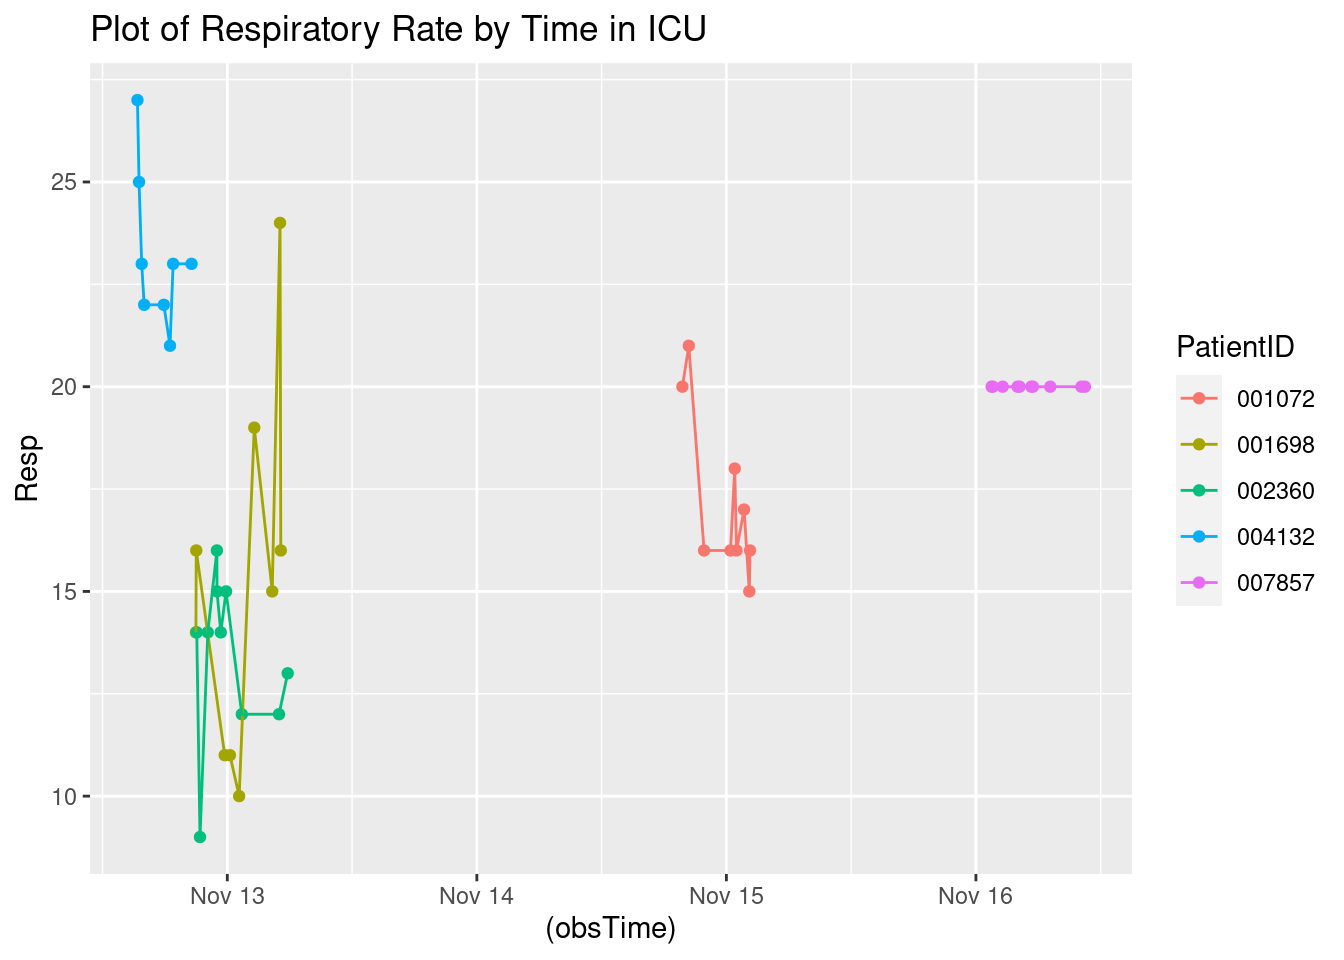 Plot of Respiratory Rate by Time in ICU
25
20
15
10
Resp
Nov 13
Nov 14
Nov 15
Nov 16
(obsTime)
PatientID
001072
001698
002360
004132
007857